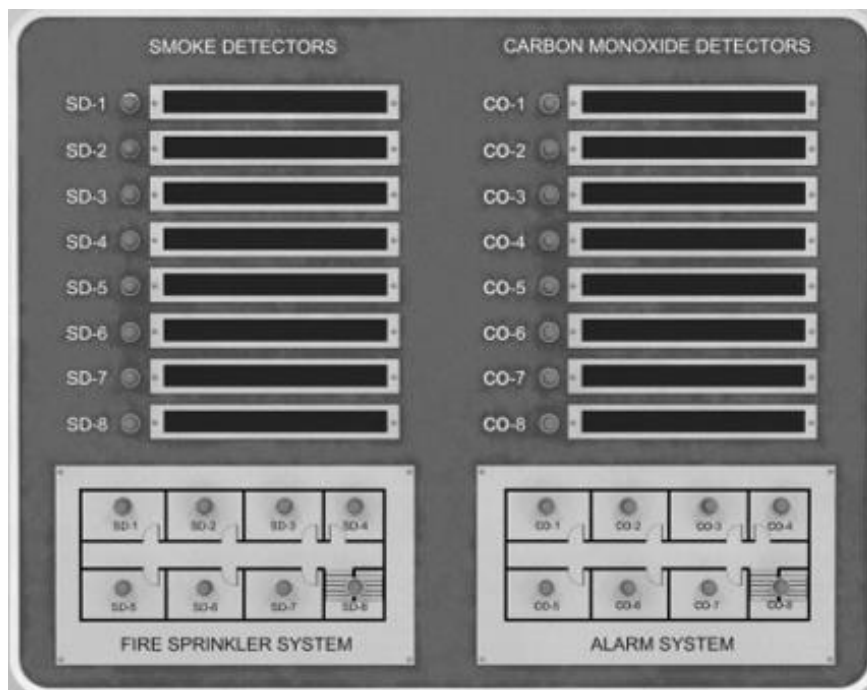 SMOKE DETECTORS
SD-1
SD-2
SD-3
SD-4
SD-5
SD-6
SD-7
SD-8
SD-1 SD-2 SD-3 SD-4
SD-5 SD-6 SD-7 SD-8
FIRE SPRINKLER SYSTEM
CARBON MONOXIDE DETECTORS
CO-1
CO-2
CO-3
CO-4
CO-5
CO-6
CO-7
CO-8
CO-1 CO-2 CO-3 CO-4
CO-5 CO-6 CO-7 CO-8
ALARM SYSTEM